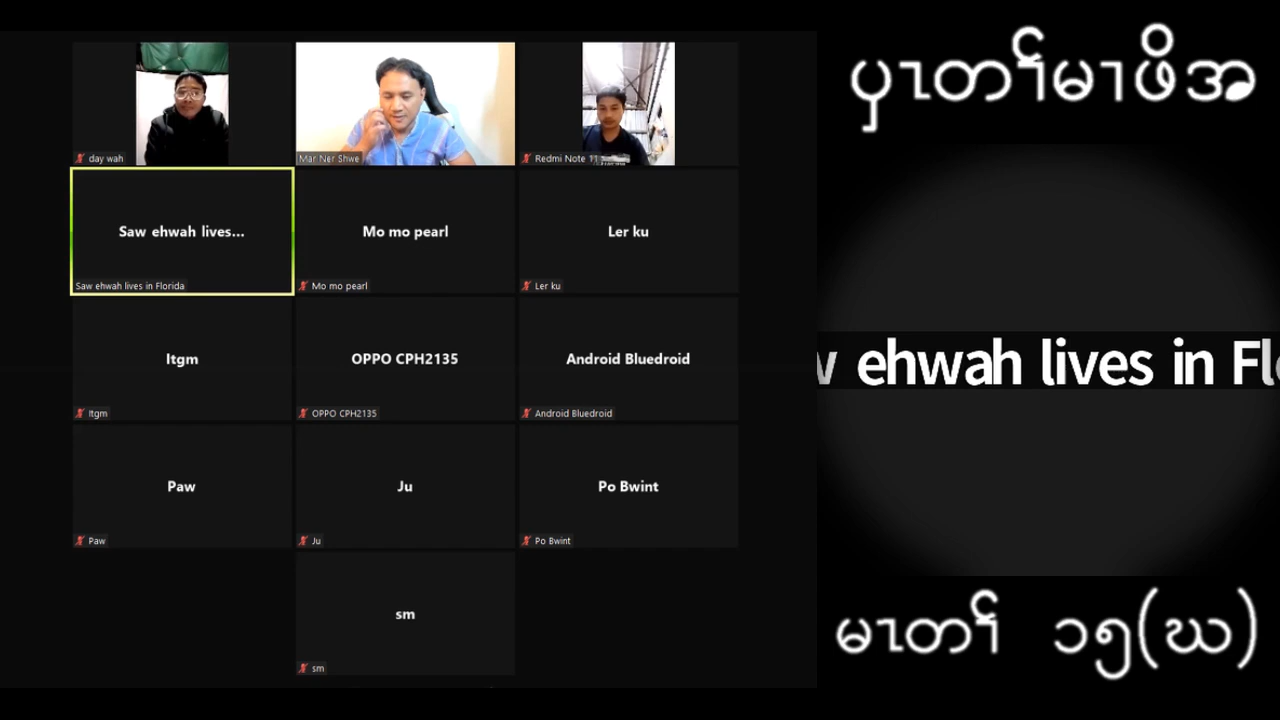 day wah
Mar Ner Shwe
Redmi Note 11
Saw ehwah lives...
Saw ehwah lives in Florida
Mo mo pearl
Mo mo pearl
Ler ku
Ler ku
Itgm
Itgm
OPPO CPH2135
OPPO CPH2135
Android Bluedroid
Android Bluedroid
Paw
Paw
Ju
Ju
Po Bwint
Po Bwint
sm
sm
ပှၤတၢ်မၢဖိအ
w ehwah lives in Flo
မၤတၢ် ၁၅(ဃ)